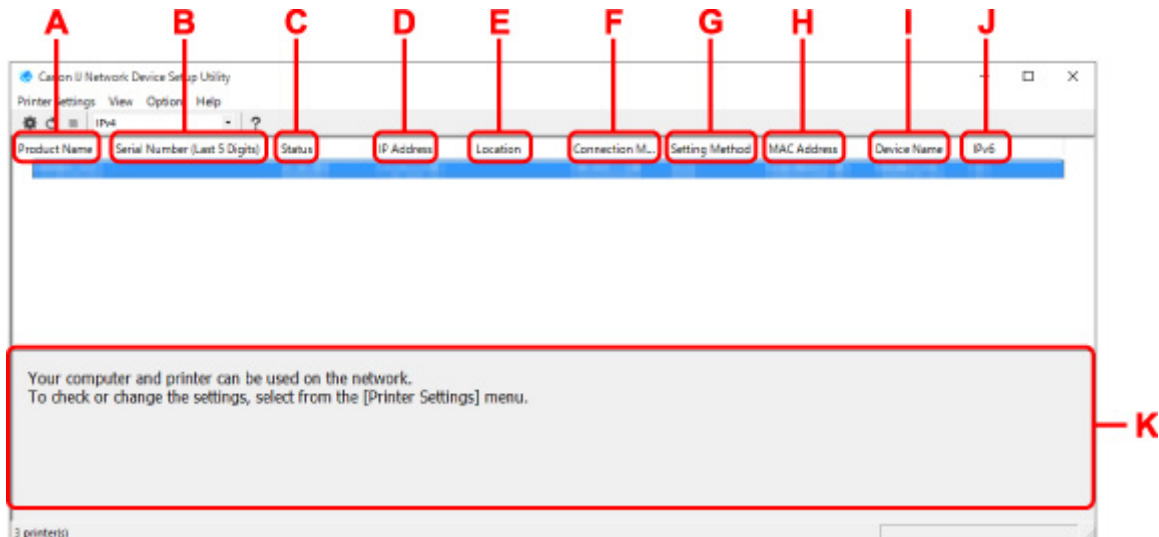 A B C D E F G H I J
Canon IJ Network Device Setup Utility
Printer Settings View Option Help
IPv4 ?
Product Name Serial Number (Last 5 Digits) Status IP Address Location Connection M... Setting Method MAC Address Device Name IPv6
Your computer and printer can be used on the network.
To check or change the settings, select from the [Printer Settings] menu.
K
3 printer(s)